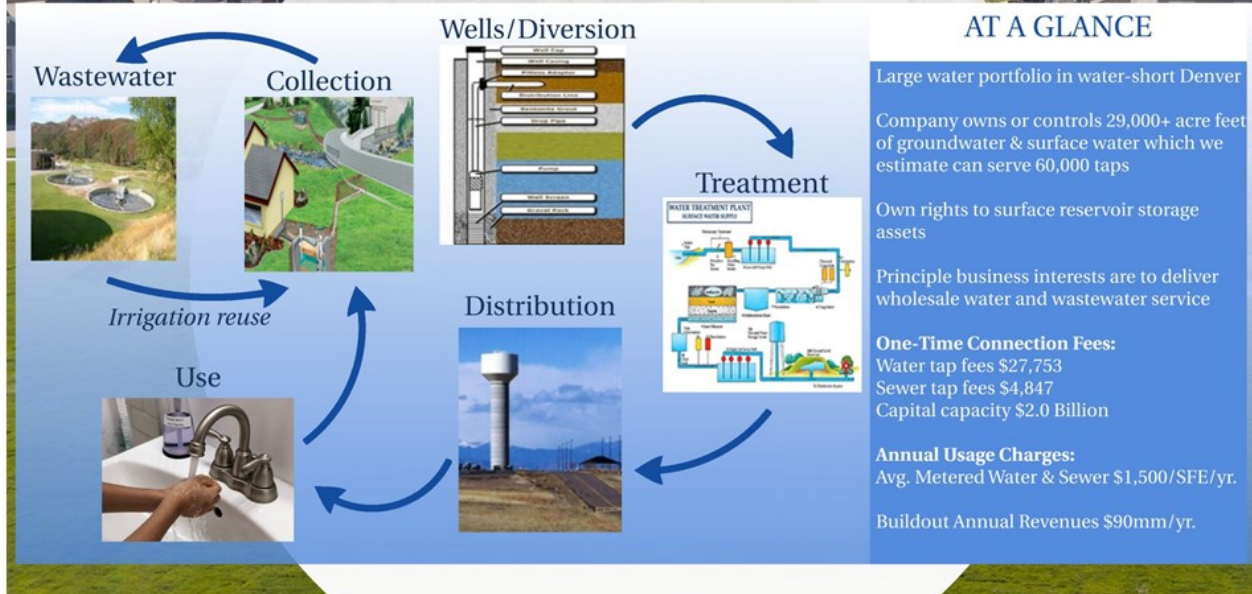 Wells/Diversion
Well Cap
Well Casing
Pitless Adapter
Distribution Line
Bentonite Grout
Drop Pipe
Pump
Well Screen
Gravel Pack
Wastewater
Collection
Irrigation reuse
Use
Distribution
Treatment
WATER TREATMENT PLANT
SURFACE WATER SUPPLY
AT A GLANCE
Large water portfolio in water-short Denver
Company owns or controls 29,000+ acre feet
of groundwater & surface water which we
estimate can serve 60,000 taps
Own rights to surface reservoir storage
assets
Principle business interests are to deliver
wholesale water and wastewater service
One-Time Connection Fees:
Water tap fees $27,753
Sewer tap fees $4,847
Capital capacity $2.0 Billion
Annual Usage Charges:
Avg. Metered Water & Sewer $1,500/SFE/yr.
Buildout Annual Revenues $90mm/yr.